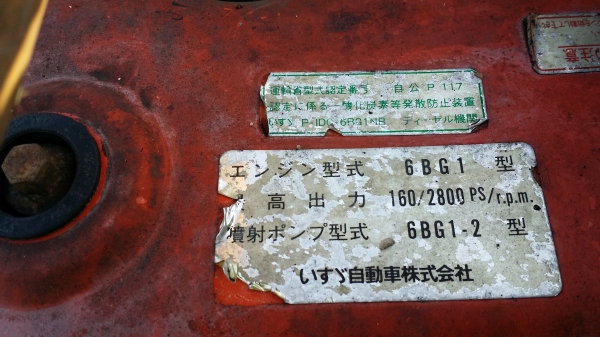 注意
運輸省型式認定番号 自公P117
認定に係る一酸化炭素等発散防止装置
いすゞ P-IDG-6BG1 ディーゼル機関
エンジン型式 6BG1 型
高出力 160/2800 PS/r.p.m.
噴射ポンプ型式 6BG1-2 型
いすゞ自動車株式会社